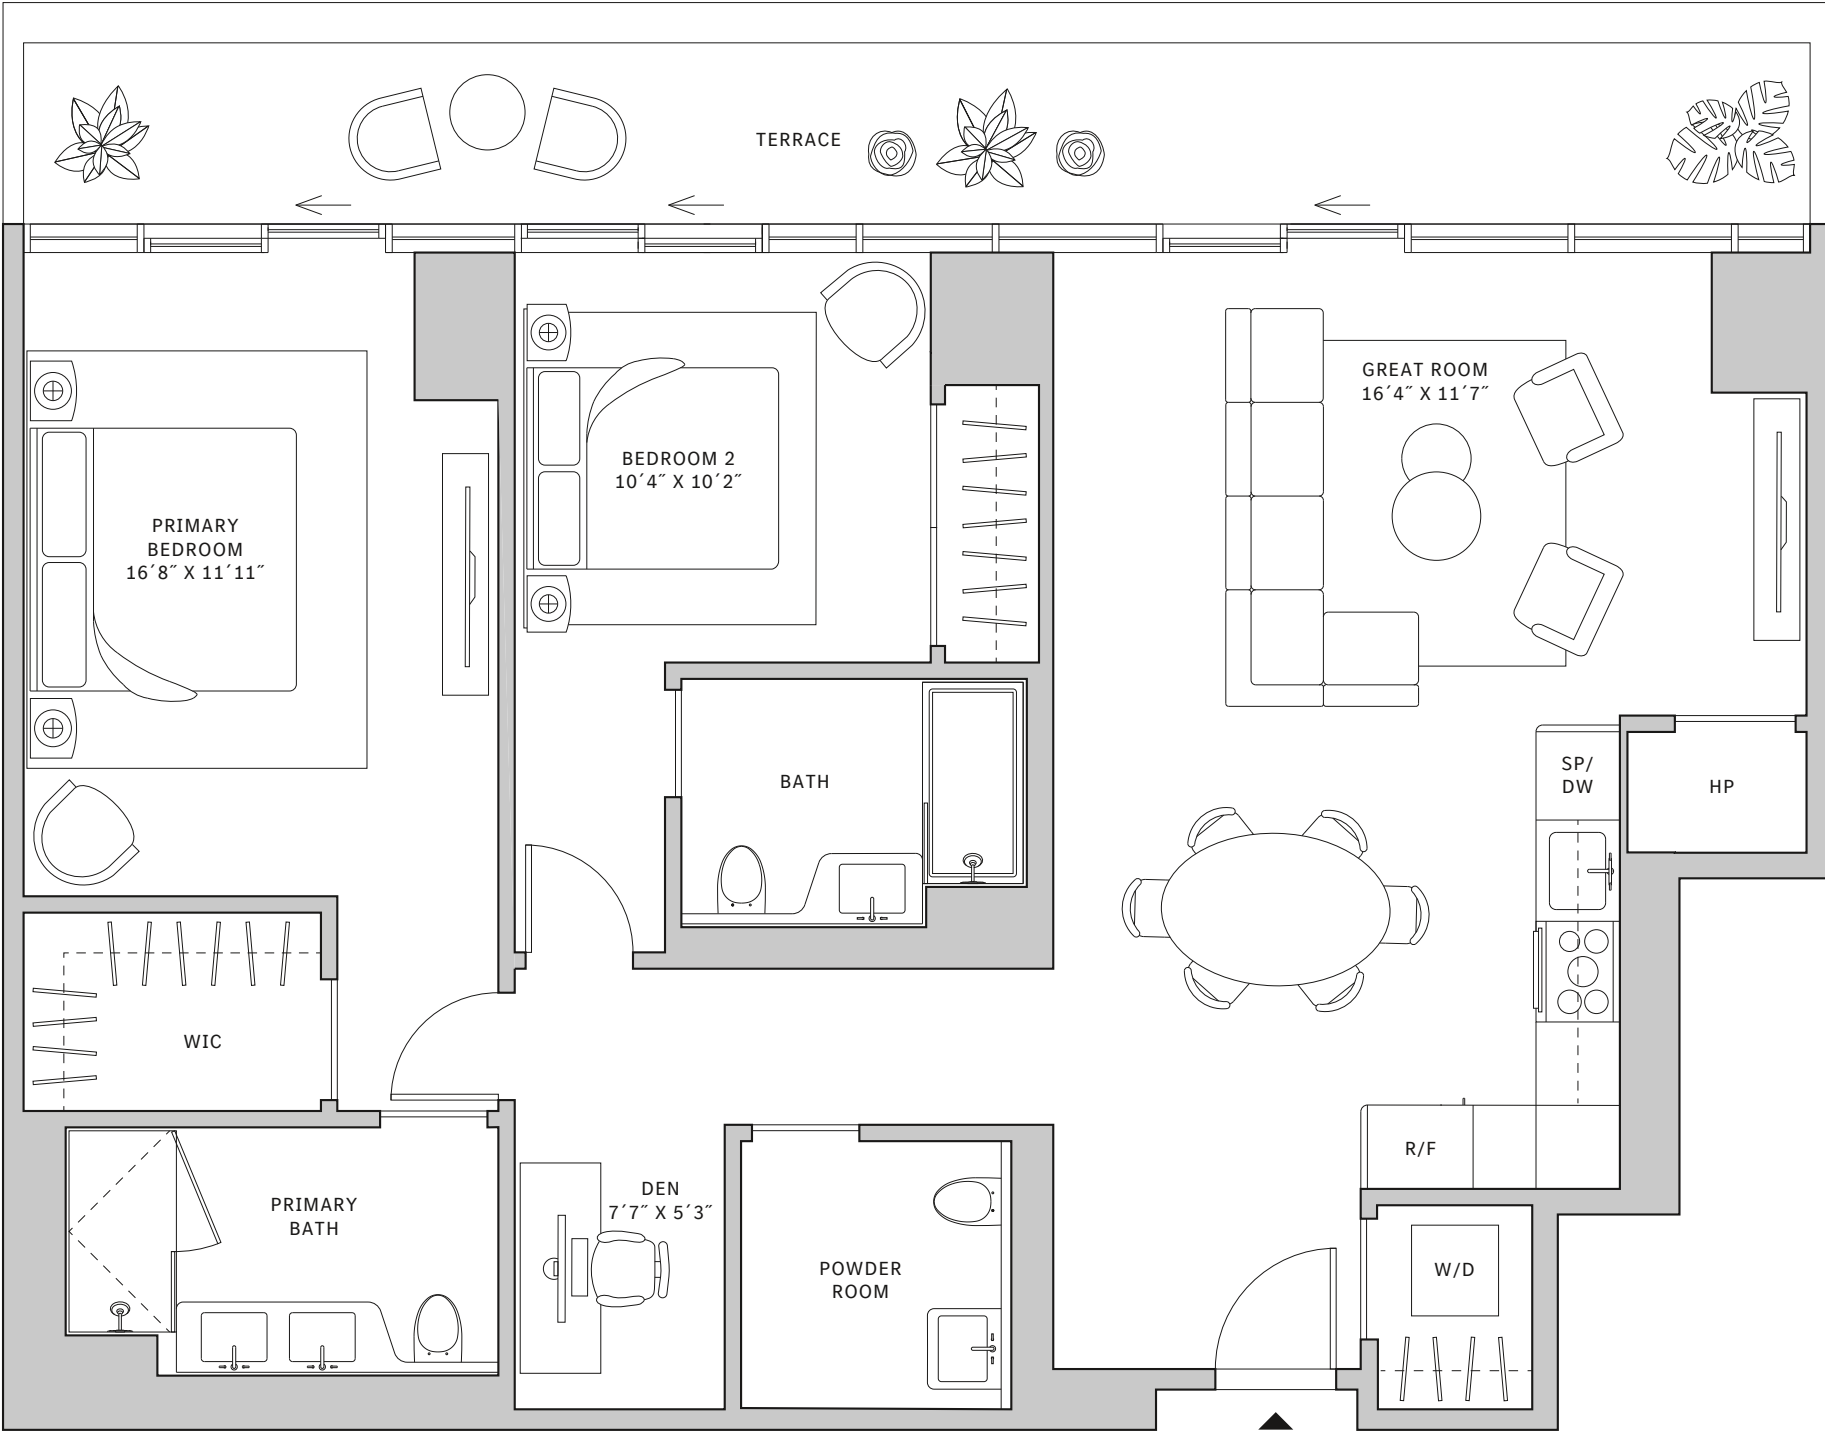 TERRACE
GREAT ROOM
16´4˝ X 11´7˝
BEDROOM 2
10´4˝ X 10´2˝
PRIMARY
BEDROOM
16´8˝ X 11´11˝
SP/
DW
HP
BATH
WIC
R/F
DEN
7´7˝ X 5´3˝
PRIMARY
BATH
POWDER
ROOM
W/D